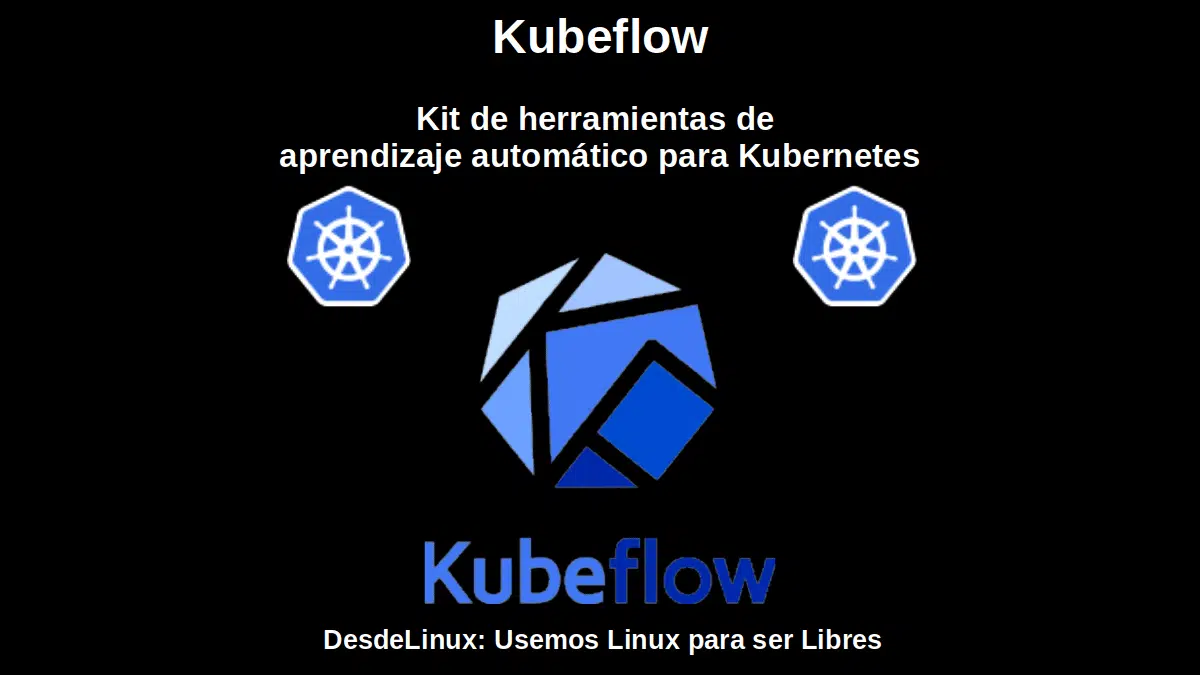 Kubeflow
Kit de herramientas de
aprendizaje automático para Kubernetes
Kubeflow
DesdeLinux: Usemos Linux para ser Libres